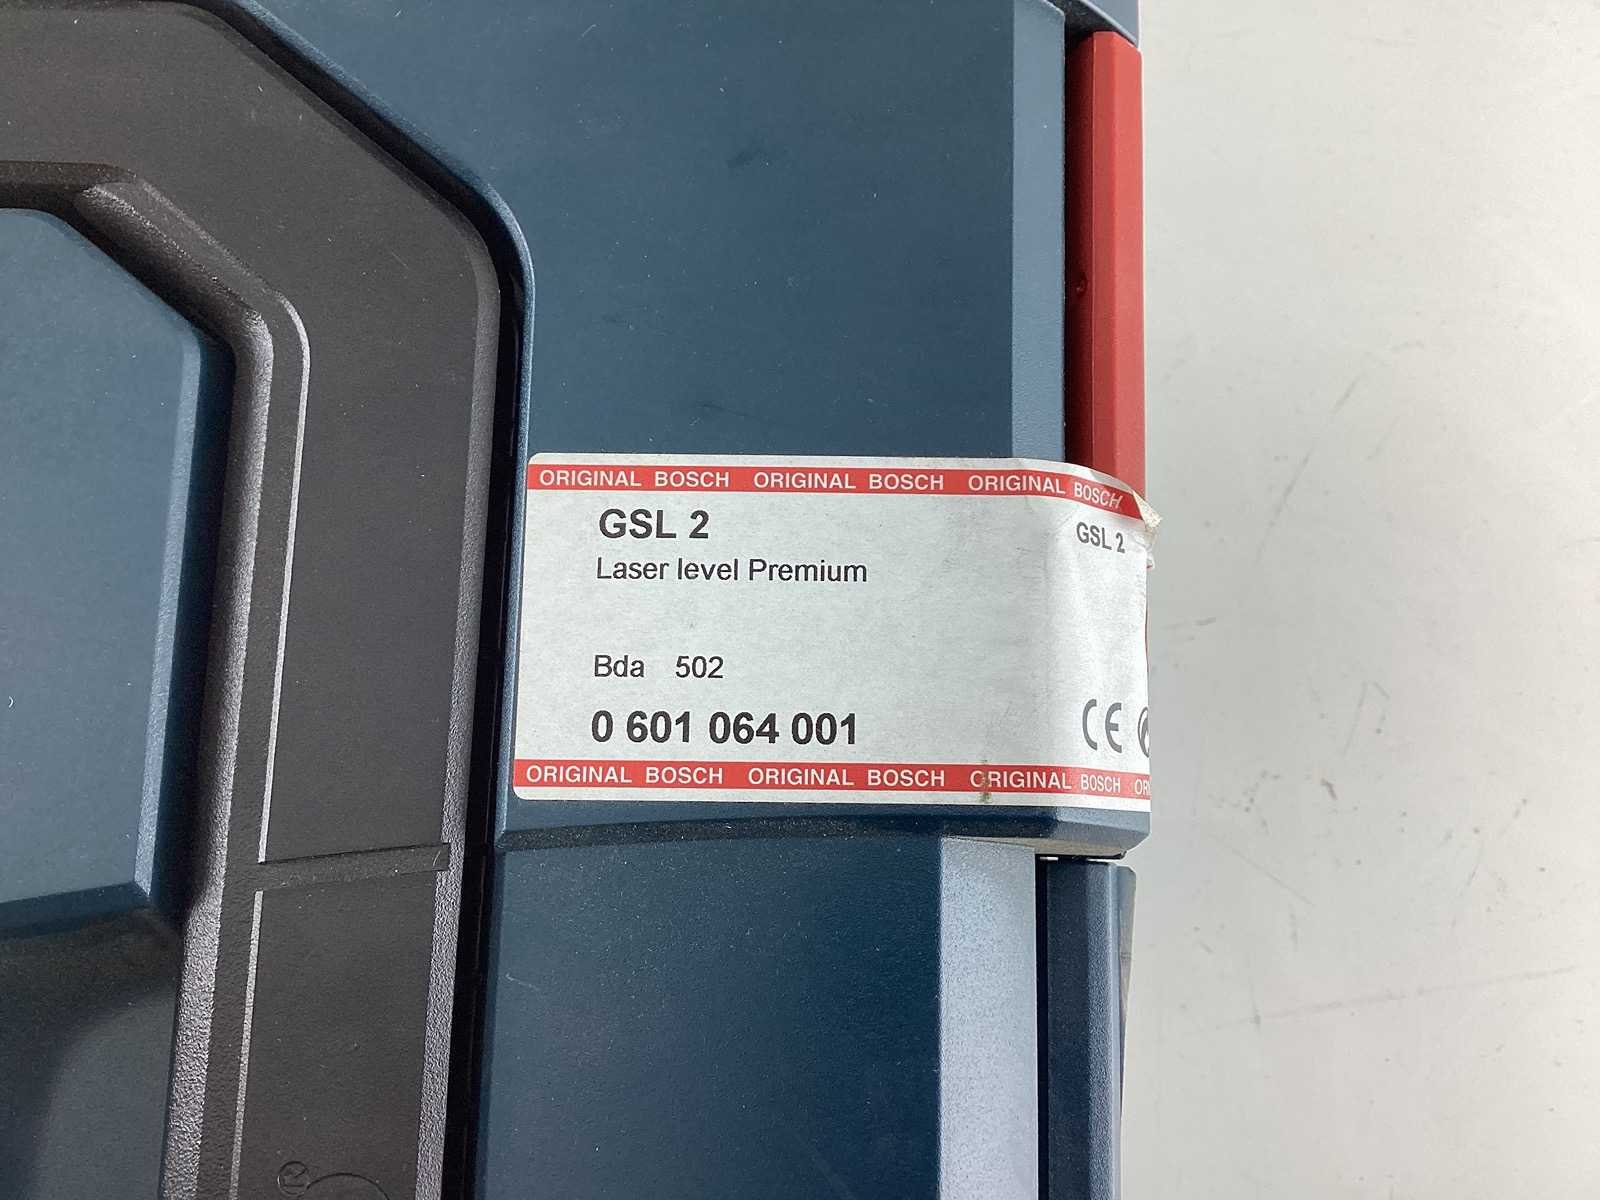 ORIGINAL BOSCH ORIGINAL BOSCH ORIGINAL BOSCH
GSL 2
GSL 2
Laser level Premium
Bda 502
0 601 064 001
CE
ORIGINAL BOSCH ORIGINAL BOSCH ORIGINAL BOSCH